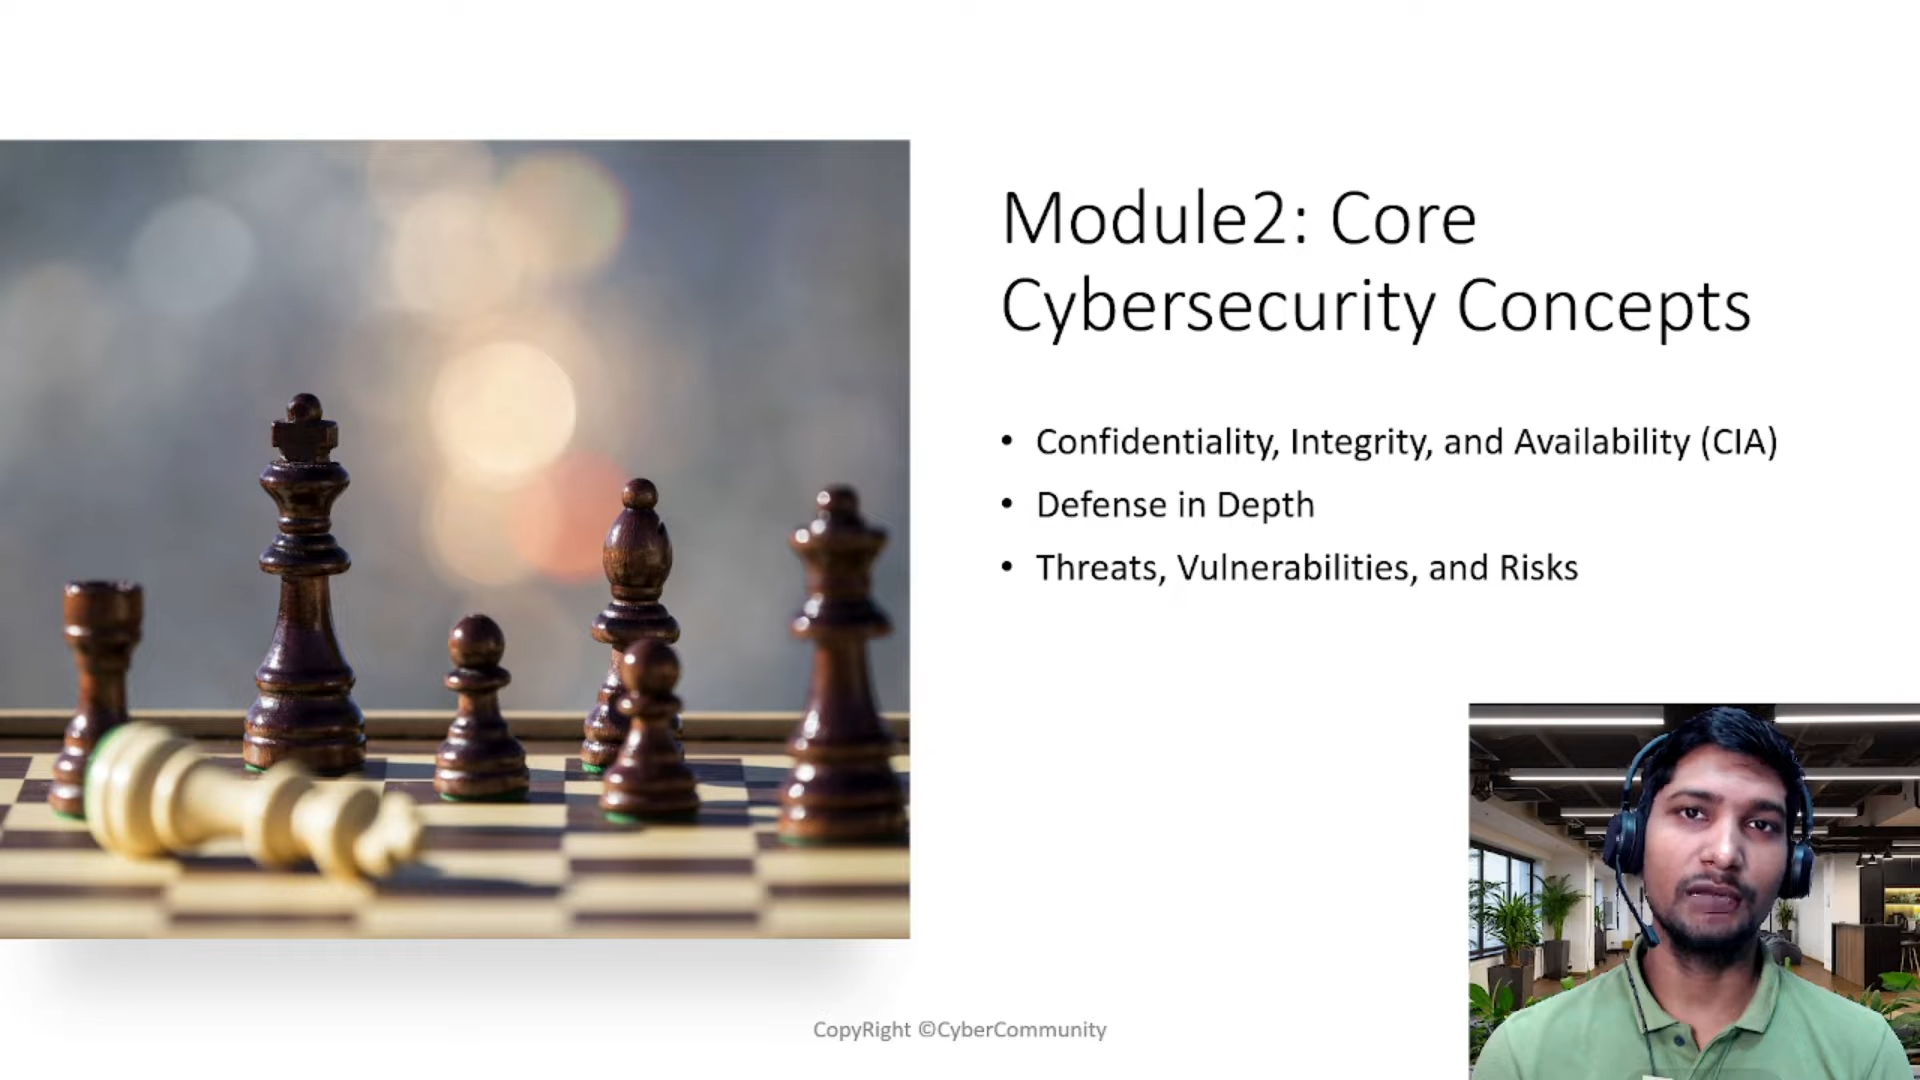 Module2: Core
Cybersecurity Concepts
• Confidentiality, Integrity, and Availability (CIA)
• Defense in Depth
• Threats, Vulnerabilities, and Risks
CopyRight ©CyberCommunity